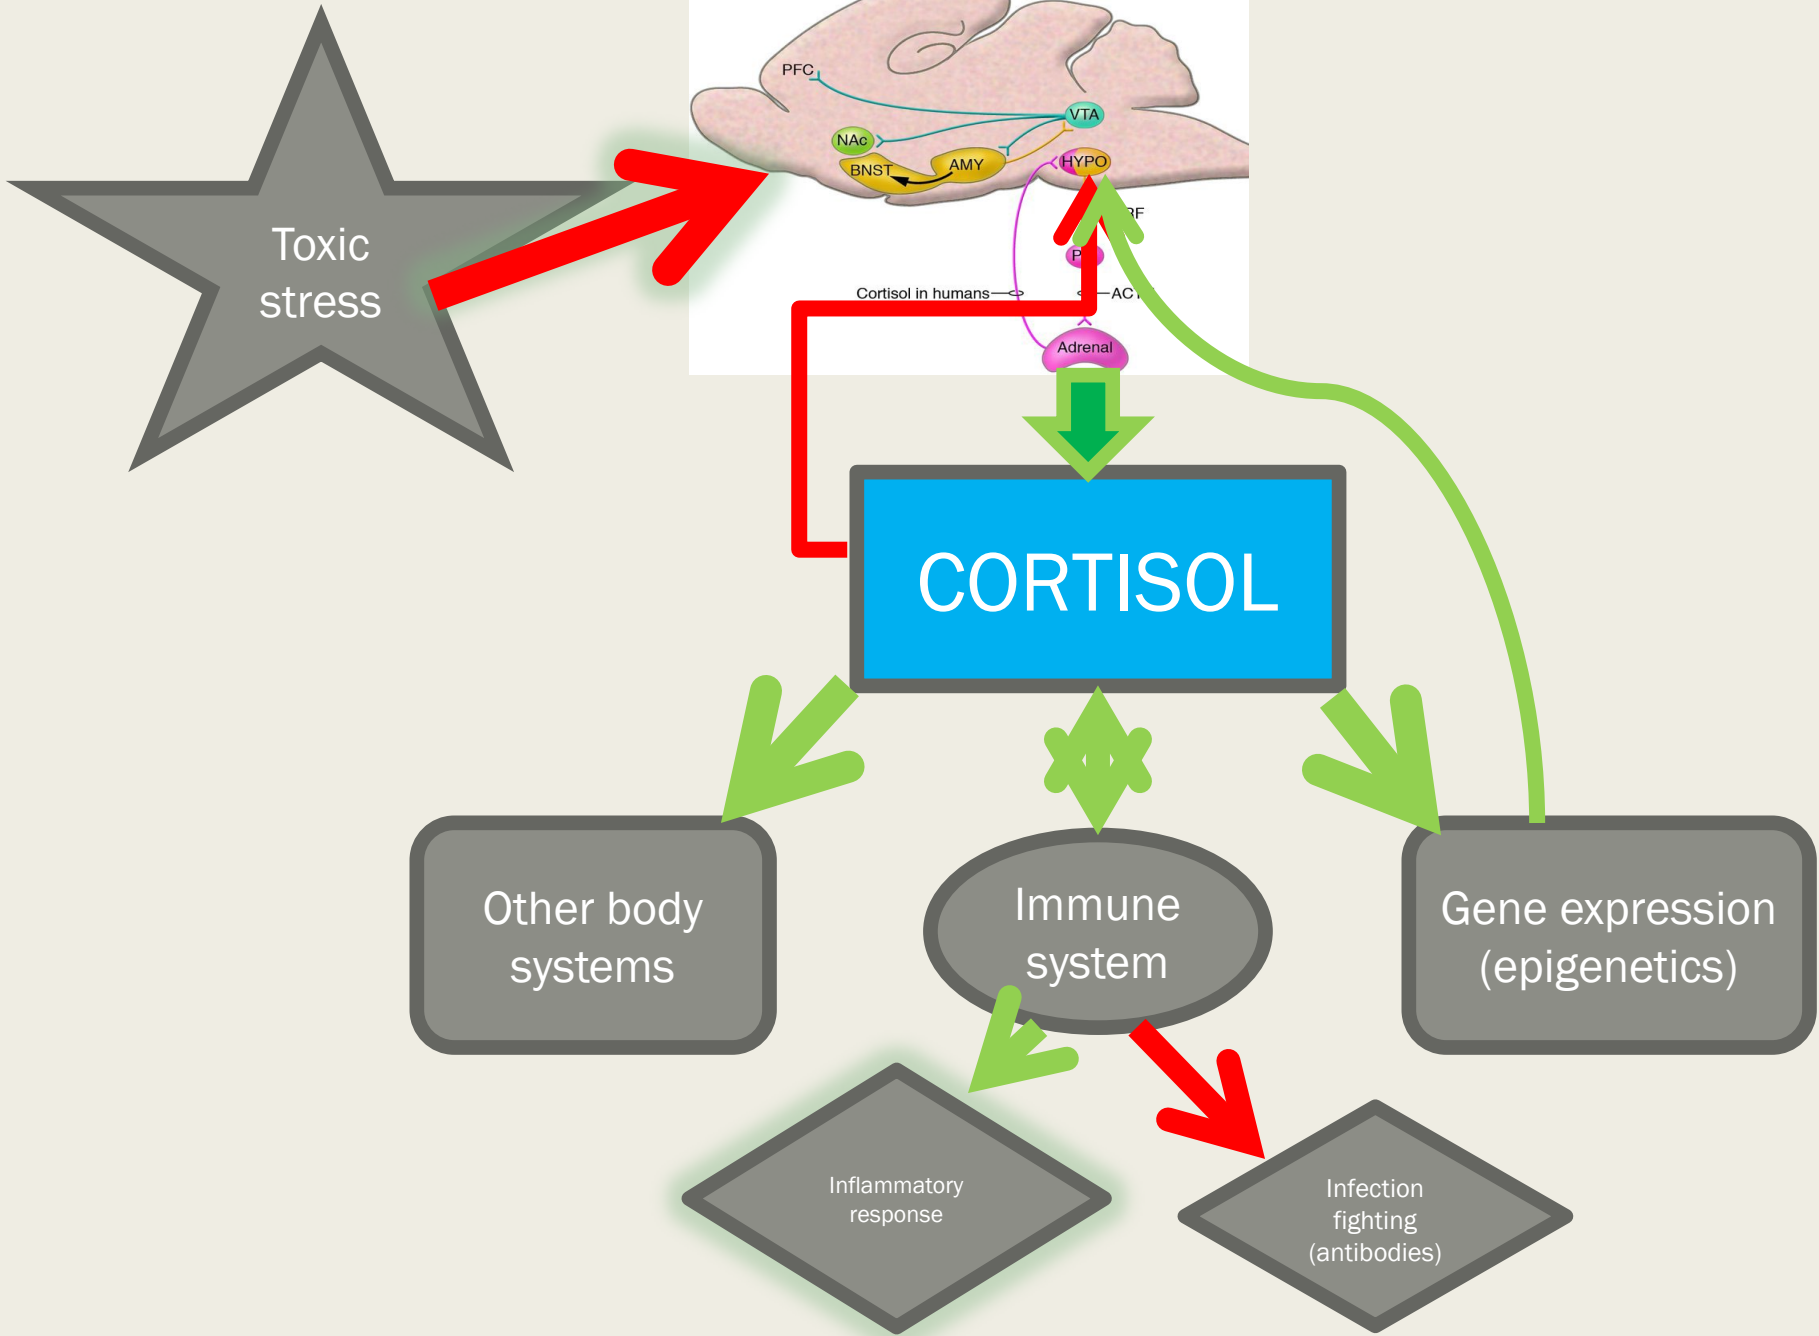 PFC
VTA
NAc
BNST
AMY
HYPO
Toxic
stress
Cortisol in humans
Adrenal
CORTISOL
Other body
systems
Immune
system
Gene expression
(epigenetics)
Inflammatory
response
Infection
fighting
(antibodies)